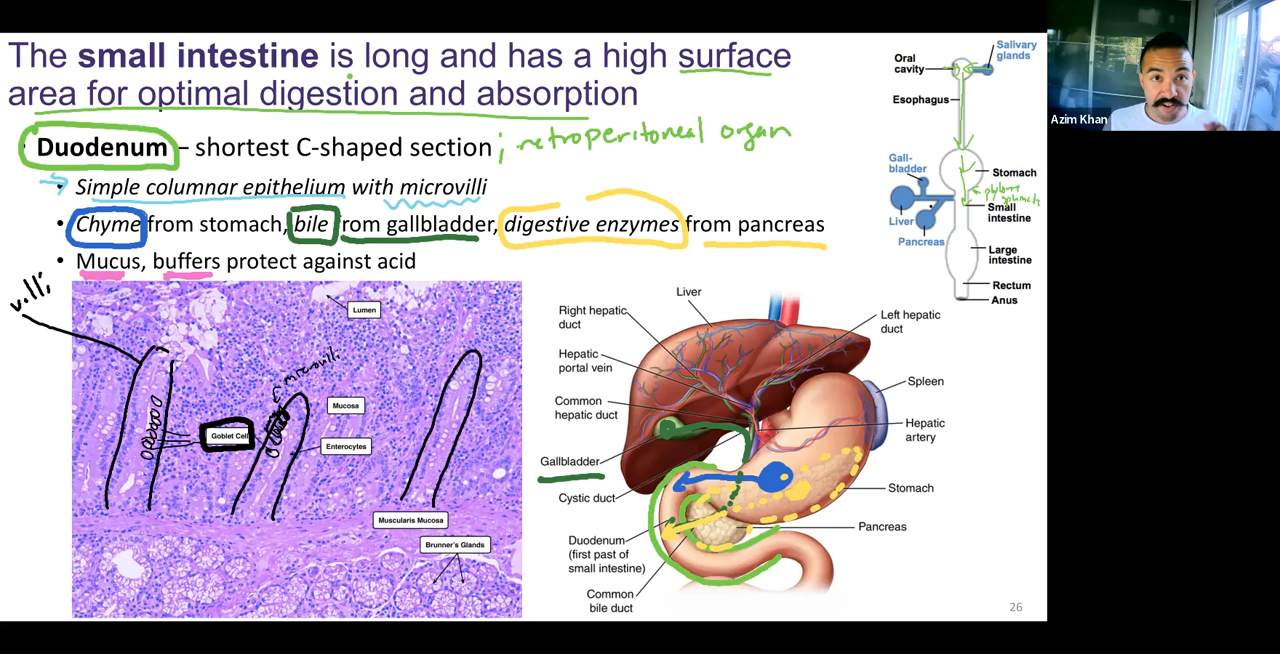 The small intestine is long and has a high surface
area for optimal digestion and absorption
Duodenum – shortest C-shaped section ; retroperitoneal organ
Simple columnar epithelium with microvilli
Chyme from stomach, bile from gallbladder, digestive enzymes from pancreas
Mucus, buffers protect against acid
villi
Lumen
microvilli
Mucosa
Goblet Cell
Enterocytes
Muscularis Mucosa
Brunner's Glands
Liver
Right hepatic
duct
Left hepatic
duct
Hepatic
portal vein
Spleen
Common
hepatic duct
Hepatic
artery
Gallbladder
Cystic duct
Stomach
Pancreas
Duodenum
(first past of
small intestine)
Common
bile duct
Salivary
glands
Oral
cavity
Esophagus
Gall-
bladder
Stomach
Small
intestine
Liver
Pancreas
Large
intestine
Rectum
Anus
26
Azim Khan